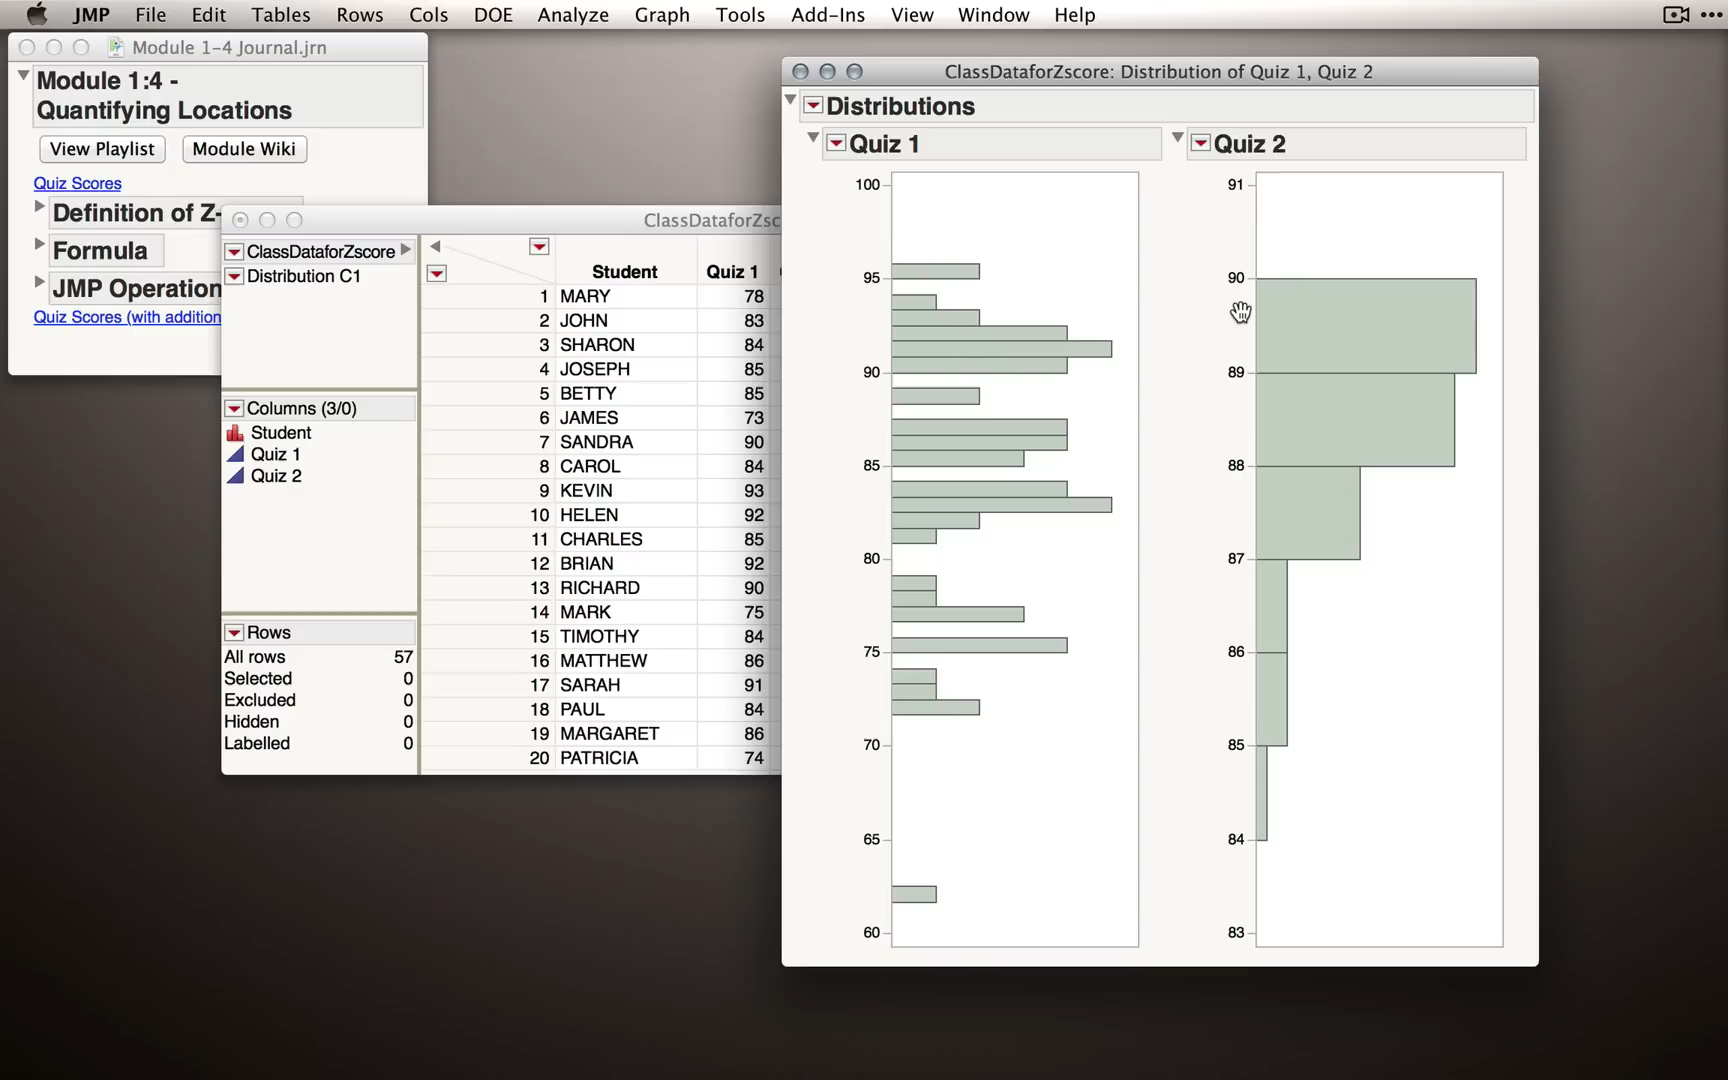 JMP File Edit Tables Rows Cols DOE Analyze Graph Tools Add-Ins View Window Help
Module 1-4 Journal.jrn
Module 1:4 -
Quantifying Locations
View Playlist Module Wiki
Quiz Scores
Definition of Z-
Formula
JMP Operation
Quiz Scores (with addition
ClassDataforZsc
ClassDataforZscore
Distribution C1
Columns (3/0)
Student
Quiz 1
Quiz 2
Rows
All rows 57
Selected 0
Excluded 0
Hidden 0
Labelled 0
Student Quiz 1
1 MARY 78
2 JOHN 83
3 SHARON 84
4 JOSEPH 85
5 BETTY 85
6 JAMES 73
7 SANDRA 90
8 CAROL 84
9 KEVIN 93
10 HELEN 92
11 CHARLES 85
12 BRIAN 92
13 RICHARD 90
14 MARK 75
15 TIMOTHY 84
16 MATTHEW 86
17 SARAH 91
18 PAUL 84
19 MARGARET 86
20 PATRICIA 74
ClassDataforZscore: Distribution of Quiz 1, Quiz 2
Distributions
Quiz 1
100
95
90
85
80
75
70
65
60
Quiz 2
91
90
89
88
87
86
85
84
83